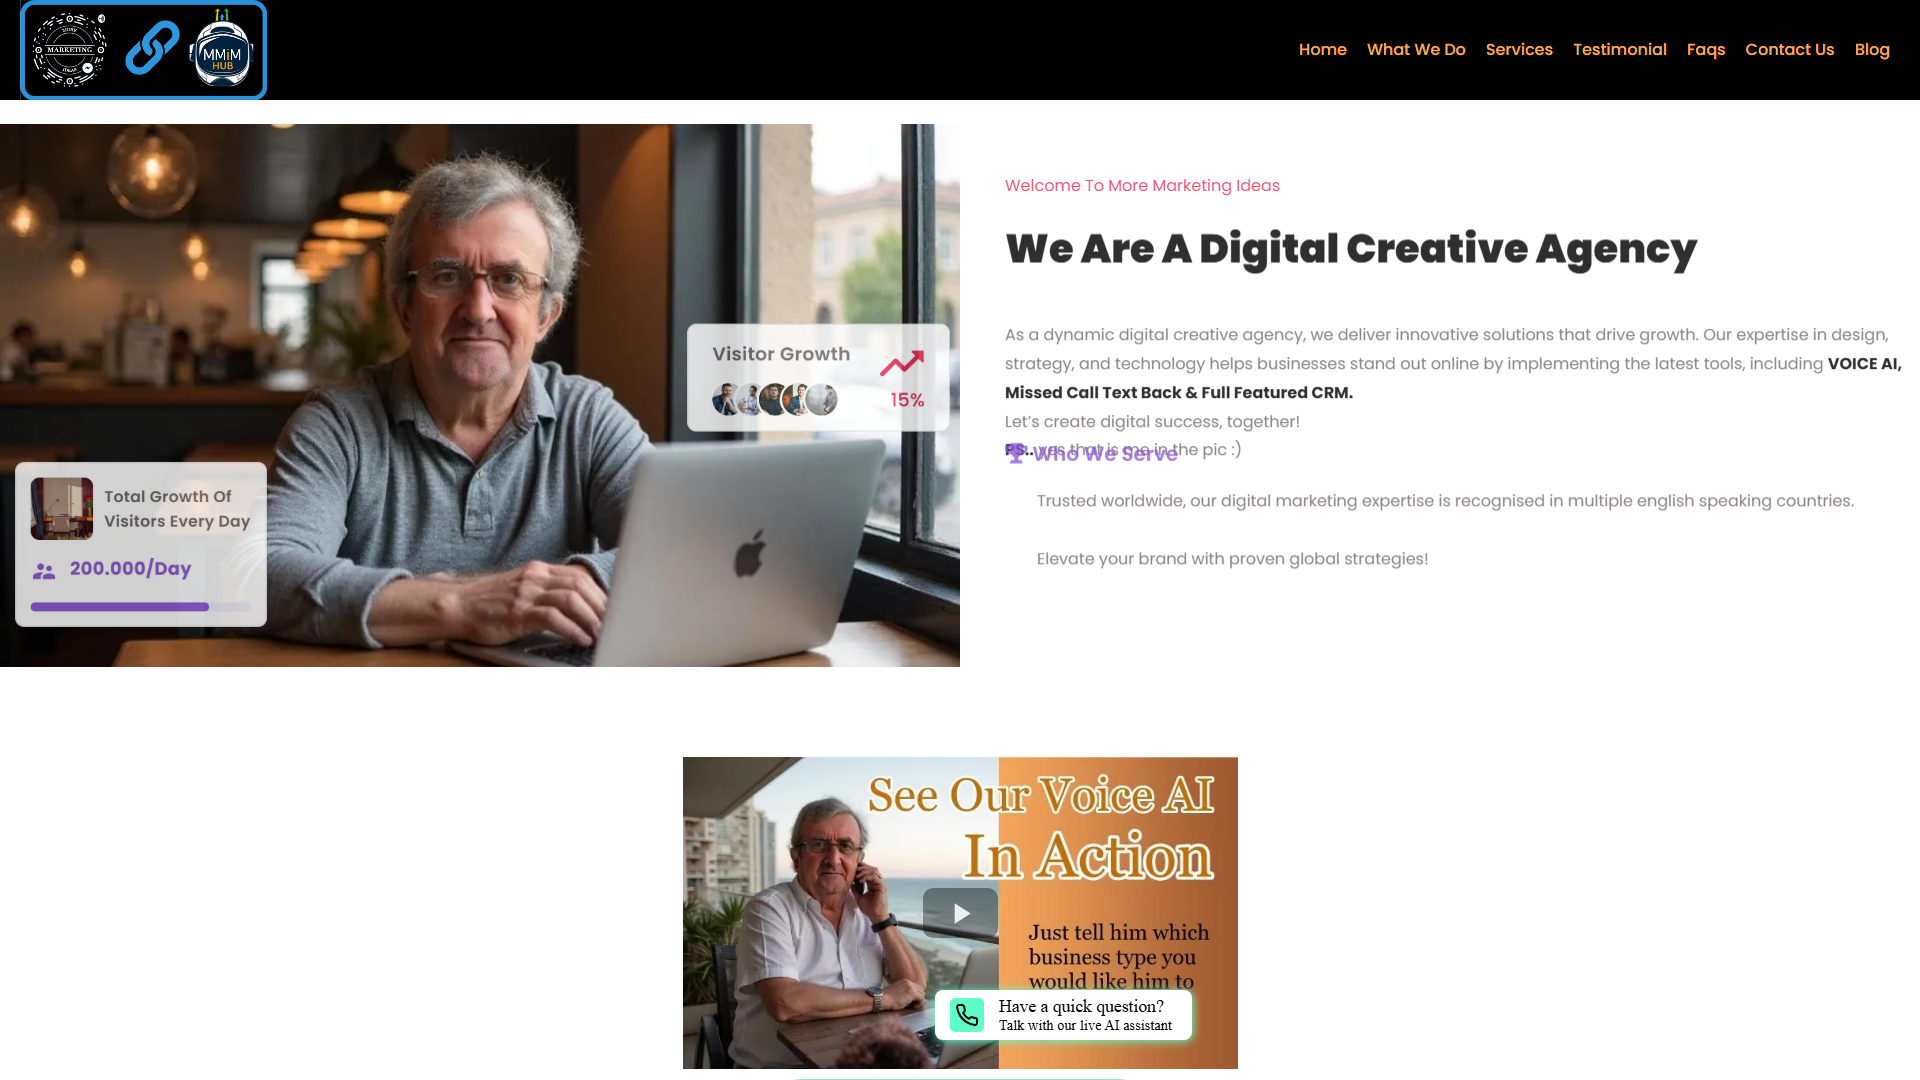 MARKETING
MMiM
HUB
Home
What We Do
Services
Testimonial
Faqs
Contact Us
Blog
Welcome To More Marketing Ideas
We Are A Digital Creative Agency
As a dynamic digital creative agency, we deliver innovative solutions that drive growth. Our expertise in design,
strategy, and technology helps businesses stand out online by implementing the latest tools, including VOICE AI,
Missed Call Text Back & Full Featured CRM.
Let’s create digital success, together!
PS.. yes that is me in the pic :)
Who We Serve
Trusted worldwide, our digital marketing expertise is recognised in multiple english speaking countries.
Elevate your brand with proven global strategies!
Visitor Growth
15%
Total Growth Of
Visitors Every Day
200.000/Day
See Our Voice AI
In Action
Just tell him which
business type you
would like him to
Have a quick question?
Talk with our live AI assistant